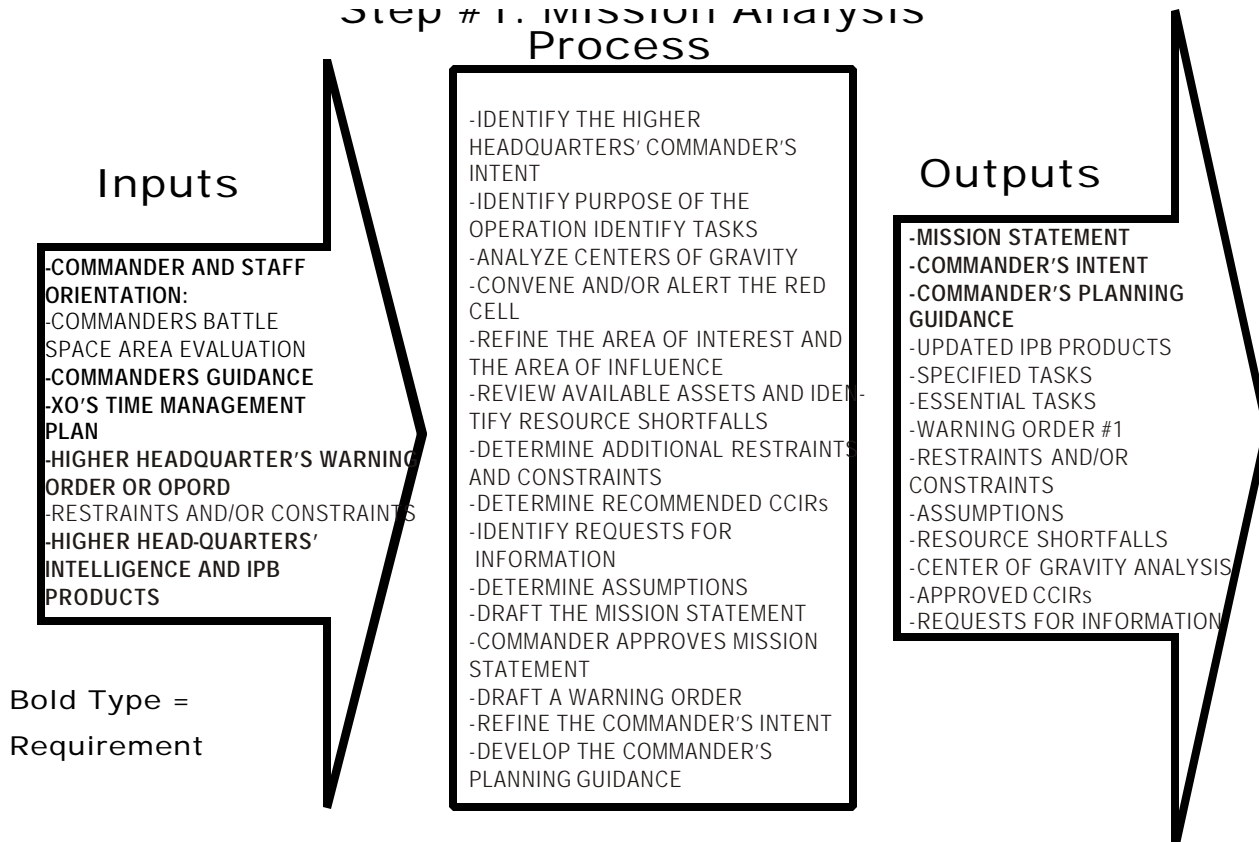 Step #1: Mission Analysis
Process
Inputs
-COMMANDER AND STAFF
ORIENTATION:
-COMMANDERS BATTLE
SPACE AREA EVALUATION
-COMMANDERS GUIDANCE
-XO'S TIME MANAGEMENT
PLAN
-HIGHER HEADQUARTER'S WARNING
ORDER OR OPORD
-RESTRAINTS AND/OR CONSTRAINTS
-HIGHER HEAD-QUARTERS'
INTELLIGENCE AND IPB
PRODUCTS
Bold Type =
Requirement
-IDENTIFY THE HIGHER
HEADQUARTERS' COMMANDER'S
INTENT
-IDENTIFY PURPOSE OF THE
OPERATION IDENTIFY TASKS
-ANALYZE CENTERS OF GRAVITY
-CONVENE AND/OR ALERT THE RED
CELL
-REFINE THE AREA OF INTEREST AND
THE AREA OF INFLUENCE
-REVIEW AVAILABLE ASSETS AND IDEN-
TIFY RESOURCE SHORTFALLS
-DETERMINE ADDITIONAL RESTRAINTS
AND CONSTRAINTS
-DETERMINE RECOMMENDED CCIRs
-IDENTIFY REQUESTS FOR
INFORMATION
-DETERMINE ASSUMPTIONS
-DRAFT THE MISSION STATEMENT
-COMMANDER APPROVES MISSION
STATEMENT
-DRAFT A WARNING ORDER
-REFINE THE COMMANDER'S INTENT
-DEVELOP THE COMMANDER'S
PLANNING GUIDANCE
Outputs
-MISSION STATEMENT
-COMMANDER'S INTENT
-COMMANDER'S PLANNING
GUIDANCE
-UPDATED IPB PRODUCTS
-SPECIFIED TASKS
-ESSENTIAL TASKS
-WARNING ORDER #1
-RESTRAINTS AND/OR
CONSTRAINTS
-ASSUMPTIONS
-RESOURCE SHORTFALLS
-CENTER OF GRAVITY ANALYSIS
-APPROVED CCIRs
-REQUESTS FOR INFORMATION